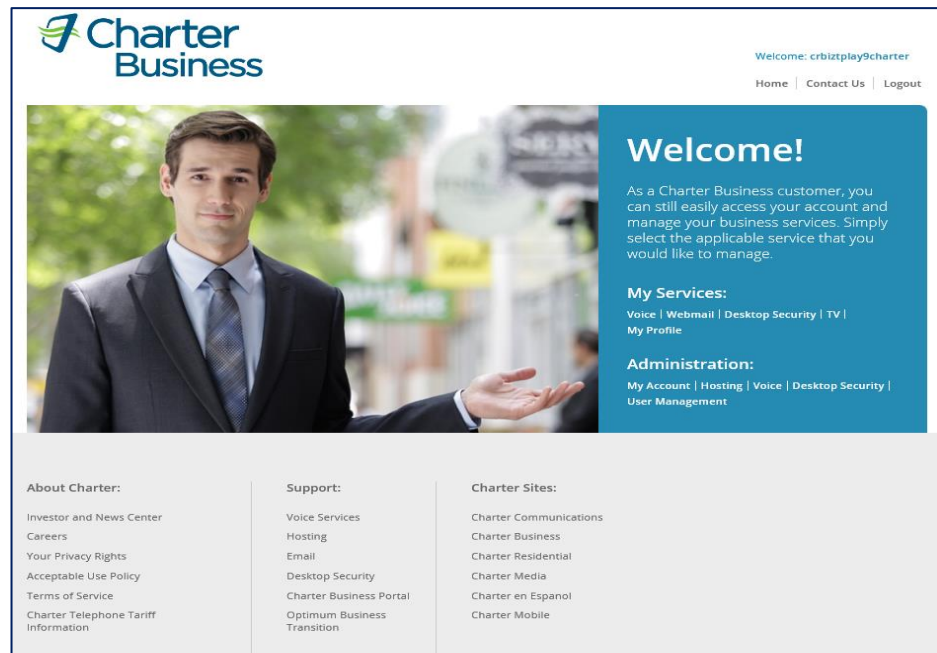 Charter
Business
Welcome: crbiztplay9charter
Home | Contact Us | Logout
Welcome!
As a Charter Business customer, you
can still easily access your account and
manage your business services. Simply
select the applicable service that you
would like to manage.
My Services:
Voice | Webmail | Desktop Security | TV |
My Profile
Administration:
My Account | Hosting | Voice | Desktop Security |
User Management
About Charter:
Investor and News Center
Careers
Your Privacy Rights
Acceptable Use Policy
Terms of Service
Charter Telephone Tariff
Information
Support:
Voice Services
Hosting
Email
Desktop Security
Charter Business Portal
Optimum Business
Transition
Charter Sites:
Charter Communications
Charter Business
Charter Residential
Charter Media
Charter en Espanol
Charter Mobile